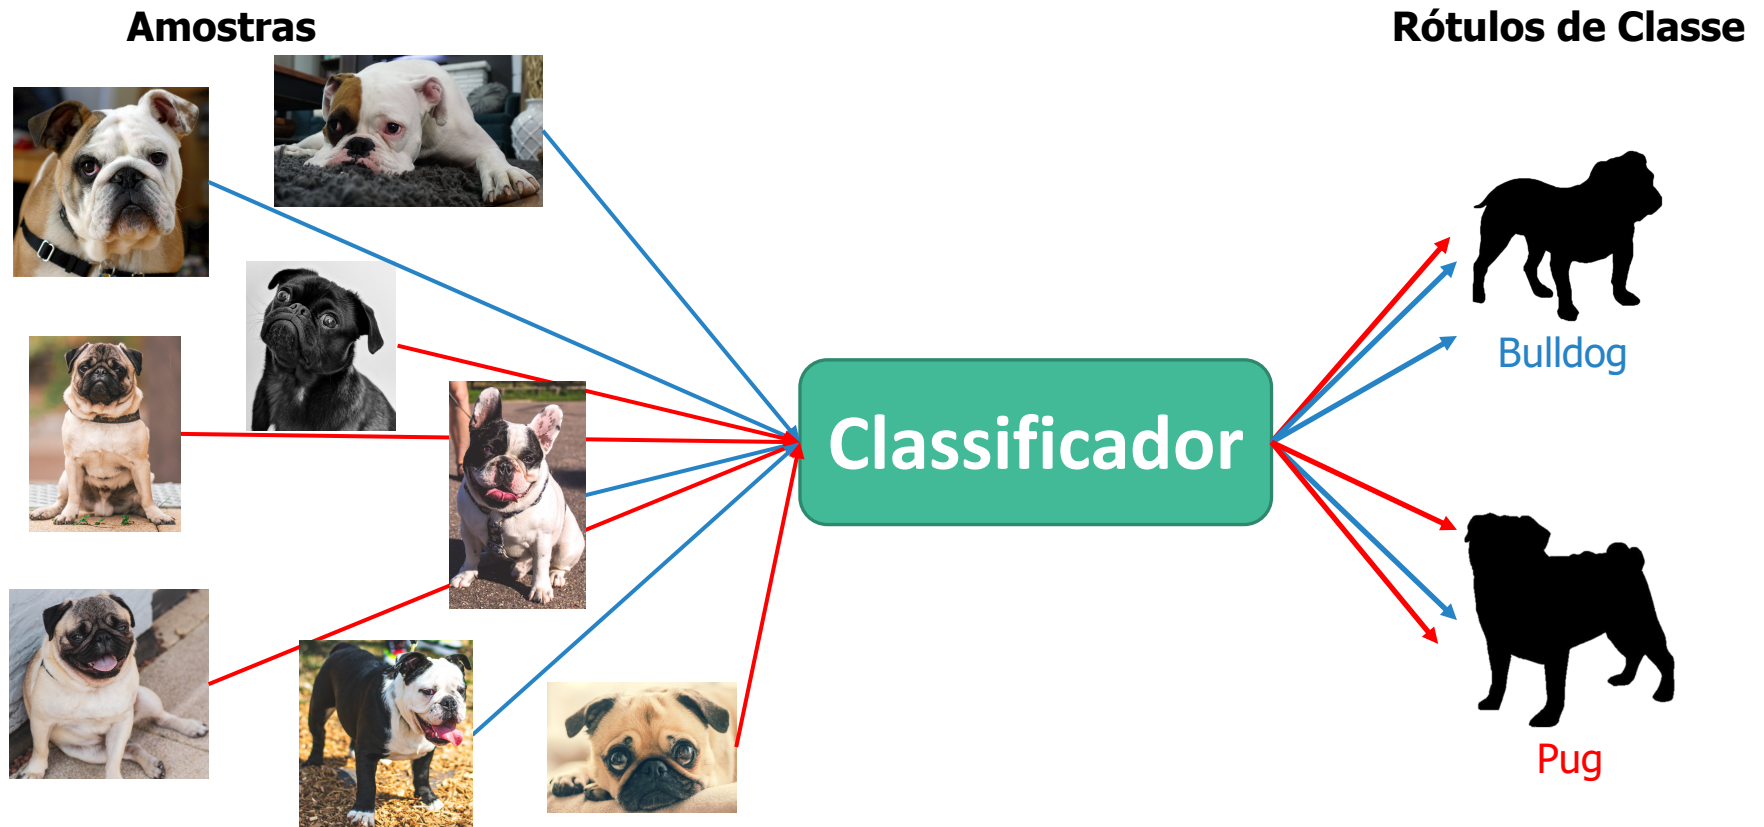 Amostras
Rótulos de Classe
Classificador
Bulldog
Pug